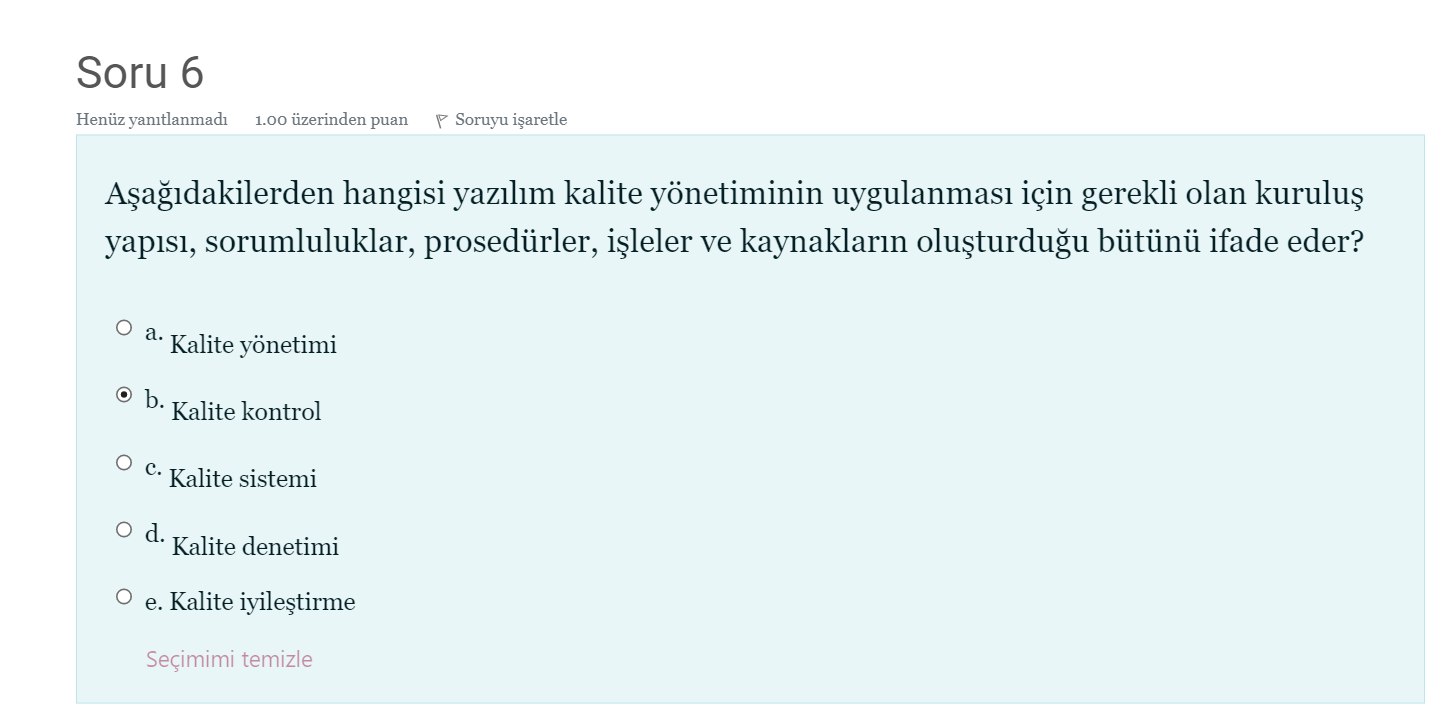 Soru 6
Henüz yanıtlanmadı 1.00 üzerinden puan Soruyu işaretle
Aşağıdakilerden hangisi yazılım kalite yönetiminin uygulanması için gerekli olan kuruluş
yapısı, sorumluluklar, prosedürler, işleler ve kaynakların oluşturduğu bütünü ifade eder?
a. Kalite yönetimi
b. Kalite kontrol
c. Kalite sistemi
d. Kalite denetimi
e. Kalite iyileştirme
Seçimimi temizle